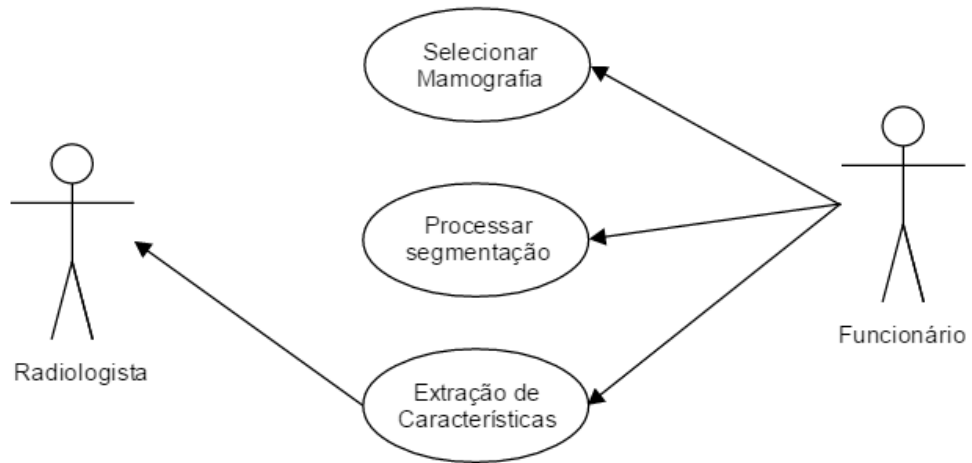 Selecionar
Mamografia
Processar
segmentação
Funcionário
Radiologista
Extração de
Características